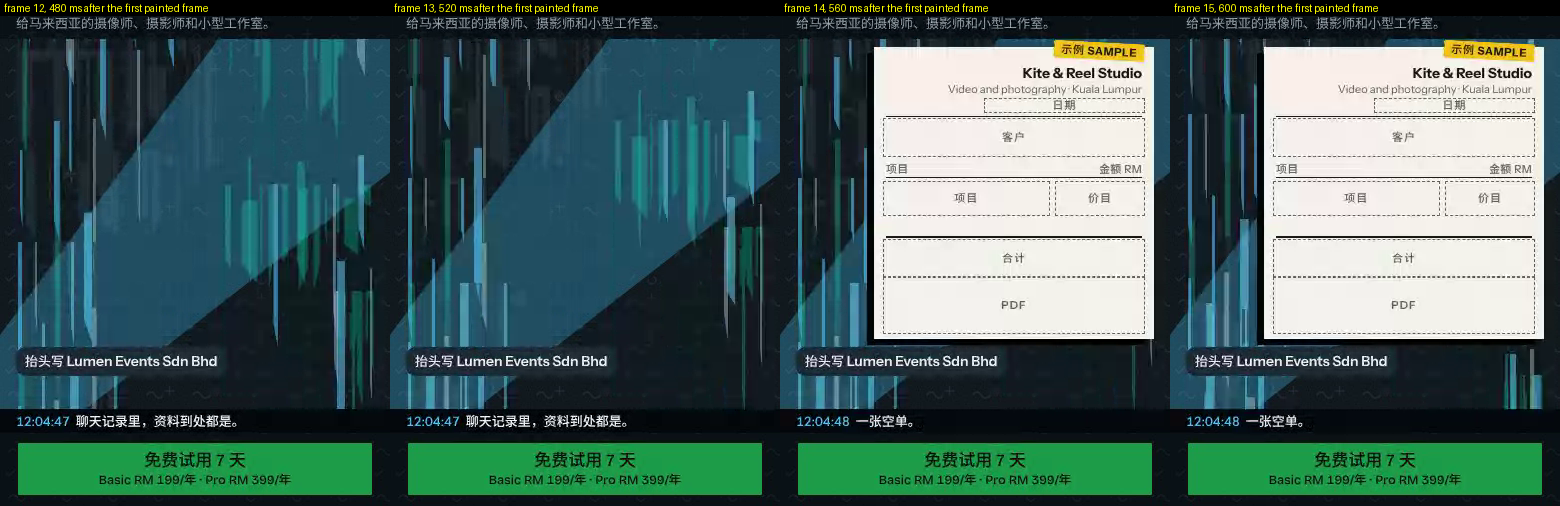 frame 12, 480 ms after the first painted frame
给马来西亚的摄像师、摄影师和小型工作室。
抬头写 Lumen Events Sdn Bhd
12:04:47 聊天记录里，资料到处都是。
免费试用 7 天
Basic RM 199/年 · Pro RM 399/年
frame 13, 520 ms after the first painted frame
给马来西亚的摄像师、摄影师和小型工作室。
抬头写 Lumen Events Sdn Bhd
12:04:47 聊天记录里，资料到处都是。
免费试用 7 天
Basic RM 199/年 · Pro RM 399/年
frame 14, 560 ms after the first painted frame
给马来西亚的摄像师、摄影师和小型工作室。
示例 SAMPLE
Kite & Reel Studio
Video and photography · Kuala Lumpur
日期
客户
项目 金额 RM
项目 价目
合计
PDF
抬头写 Lumen Events Sdn Bhd
12:04:48 一张空单。
免费试用 7 天
Basic RM 199/年 · Pro RM 399/年
frame 15, 600 ms after the first painted frame
给马来西亚的摄像师、摄影师和小型工作室。
示例 SAMPLE
Kite & Reel Studio
Video and photography · Kuala Lumpur
日期
客户
项目 金额 RM
项目 价目
合计
PDF
抬头写 Lumen Events Sdn Bhd
12:04:48 一张空单。
免费试用 7 天
Basic RM 199/年 · Pro RM 399/年